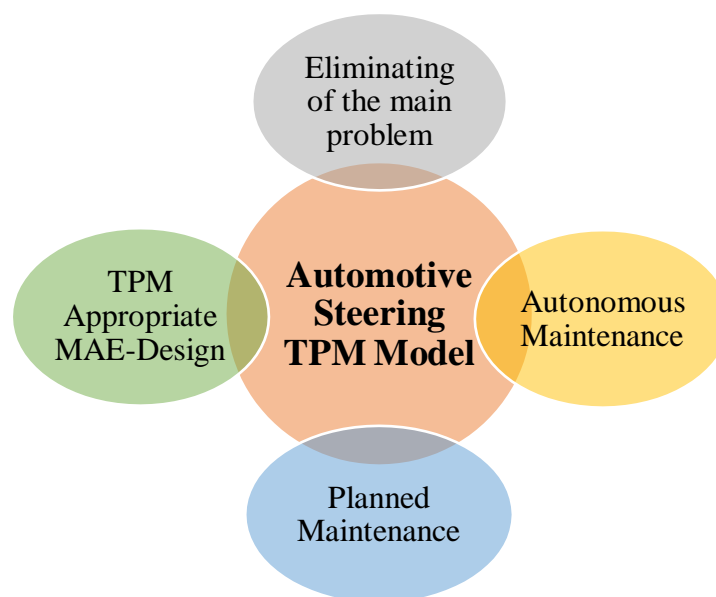 Eliminating
of the main
problem
TPM
Appropriate
MAE-Design
Automotive
Steering
TPM Model
Autonomous
Maintenance
Planned
Maintenance